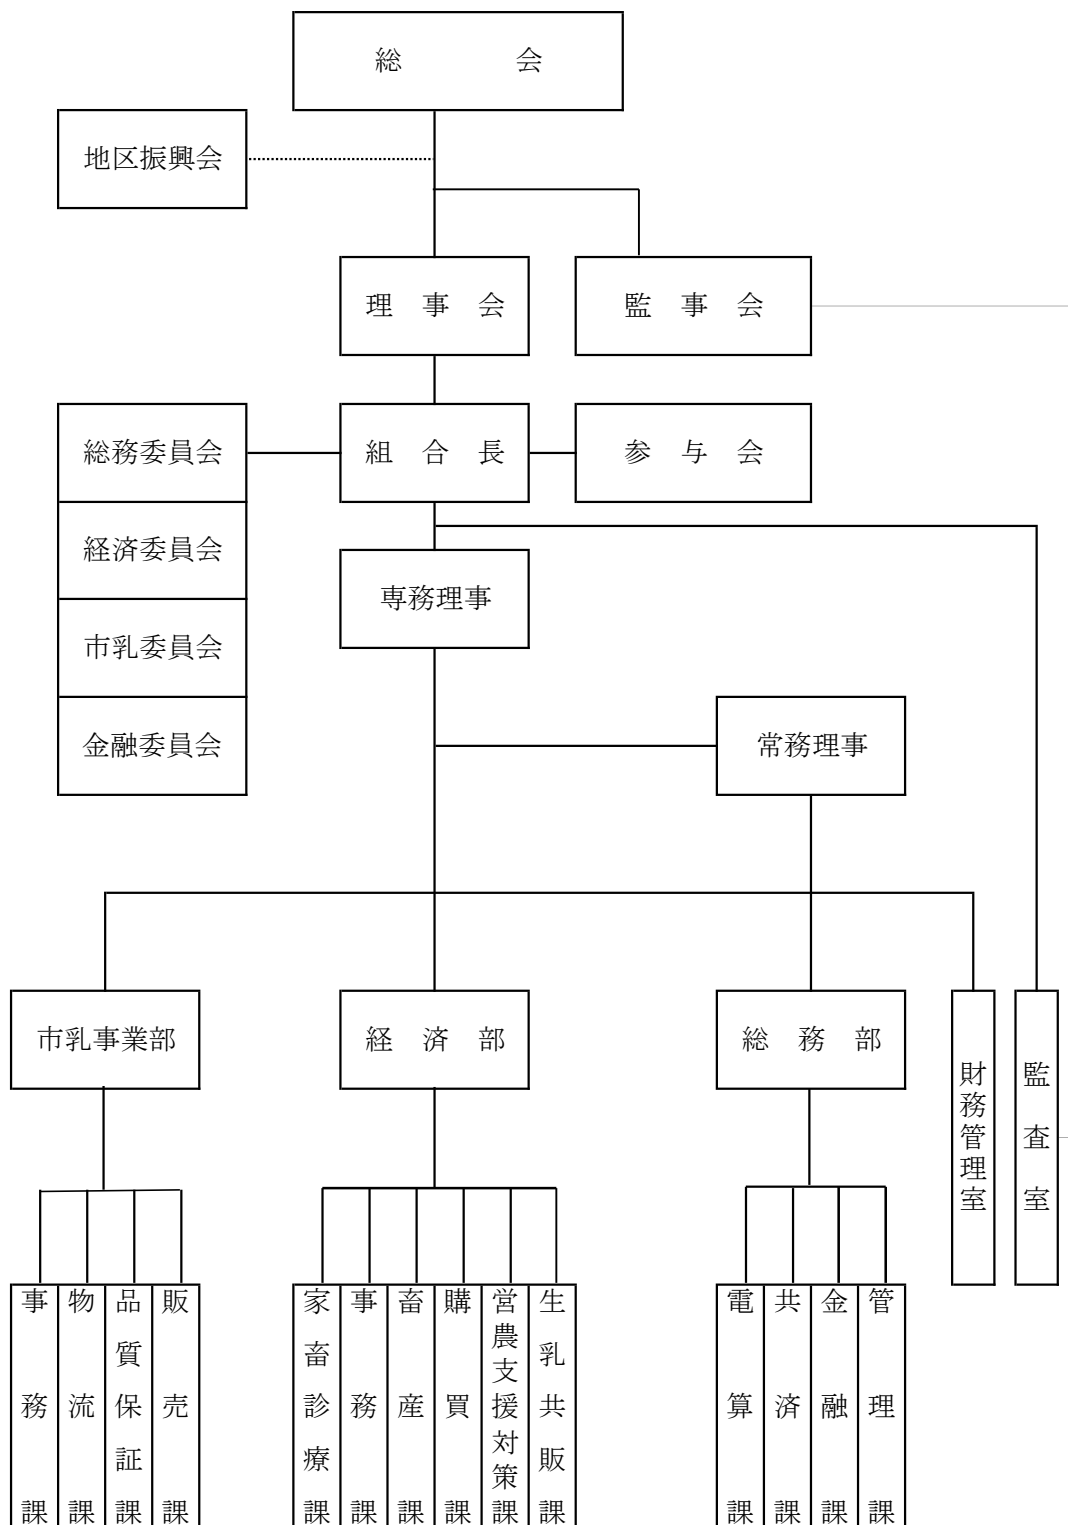 総会
地区振興会
理事会
監事会
総務委員会
組合長
参与会
経済委員会
専務理事
市乳委員会
金融委員会
常務理事
市乳事業部
経済部
総務部
財務管理室
監査室
事務課
物流課
品質保証課
販売課
家畜診療課
事務課
畜産課
購買課
営農支援対策課
生乳共販課
電算課
共済課
金融課
管理課